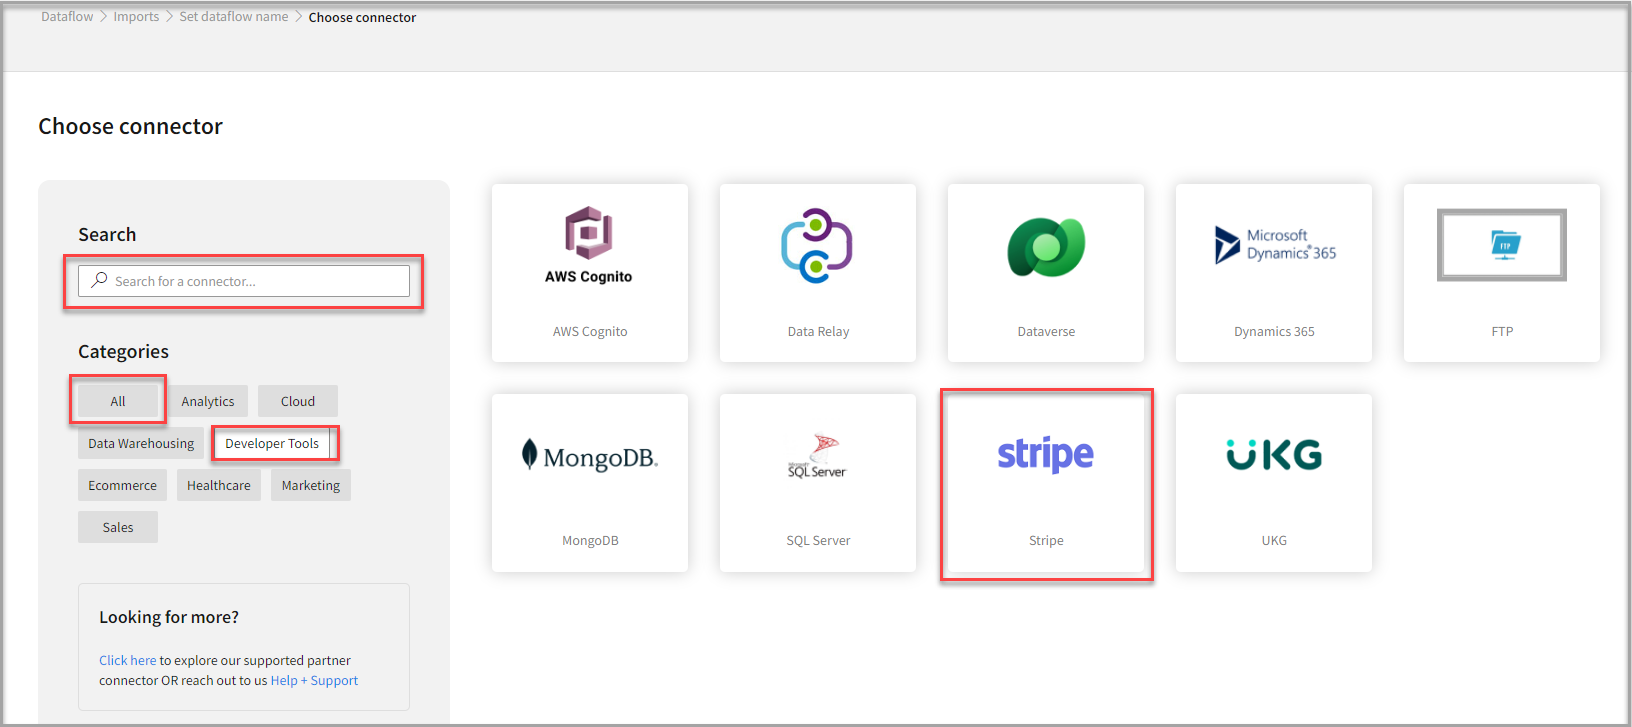 Dataflow > Imports > Set dataflow name > Choose connector
Choose connector
Search
Search for a connector...
Categories
All
Analytics
Cloud
Data Warehousing
Developer Tools
Ecommerce
Healthcare
Marketing
Sales
Looking for more?
Click here to explore our supported partner
connector OR reach out to us Help + Support
AWS Cognito
AWS Cognito
Data Relay
Dataverse
Microsoft
Dynamics® 365
Dynamics 365
FTP
FTP
MongoDB.
MongoDB
Microsoft
SQL Server
SQL Server
stripe
Stripe
UKG
UKG